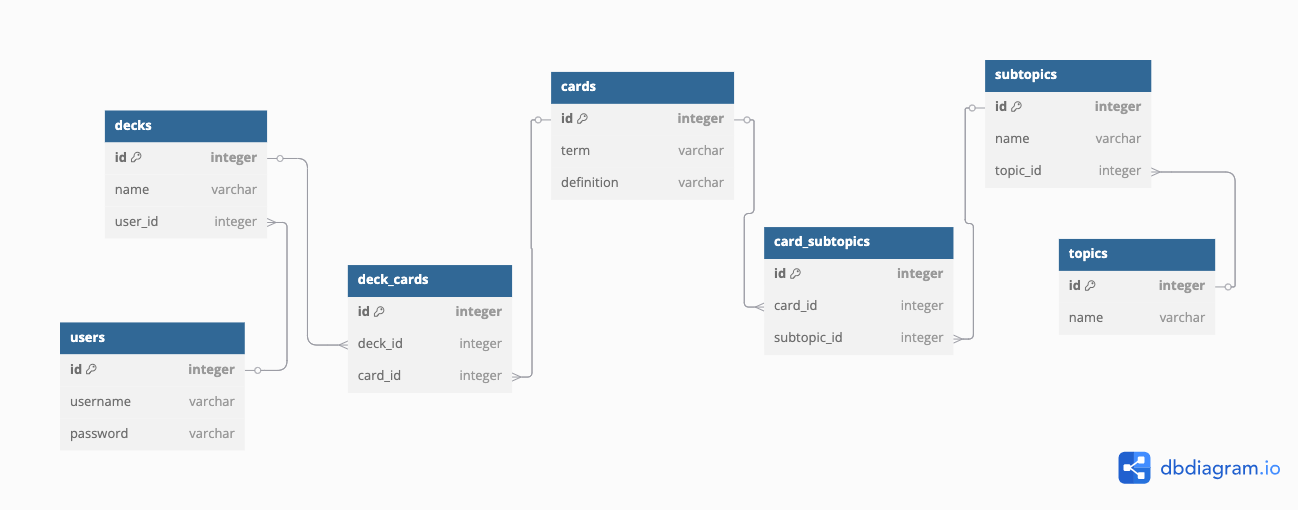 decks
id integer
name varchar
user_id integer
users
id integer
username varchar
password varchar
deck_cards
id integer
deck_id integer
card_id integer
cards
id integer
term varchar
definition varchar
card_subtopics
id integer
card_id integer
subtopic_id integer
subtopics
id integer
name varchar
topic_id integer
topics
id integer
name varchar
dbdiagram.io